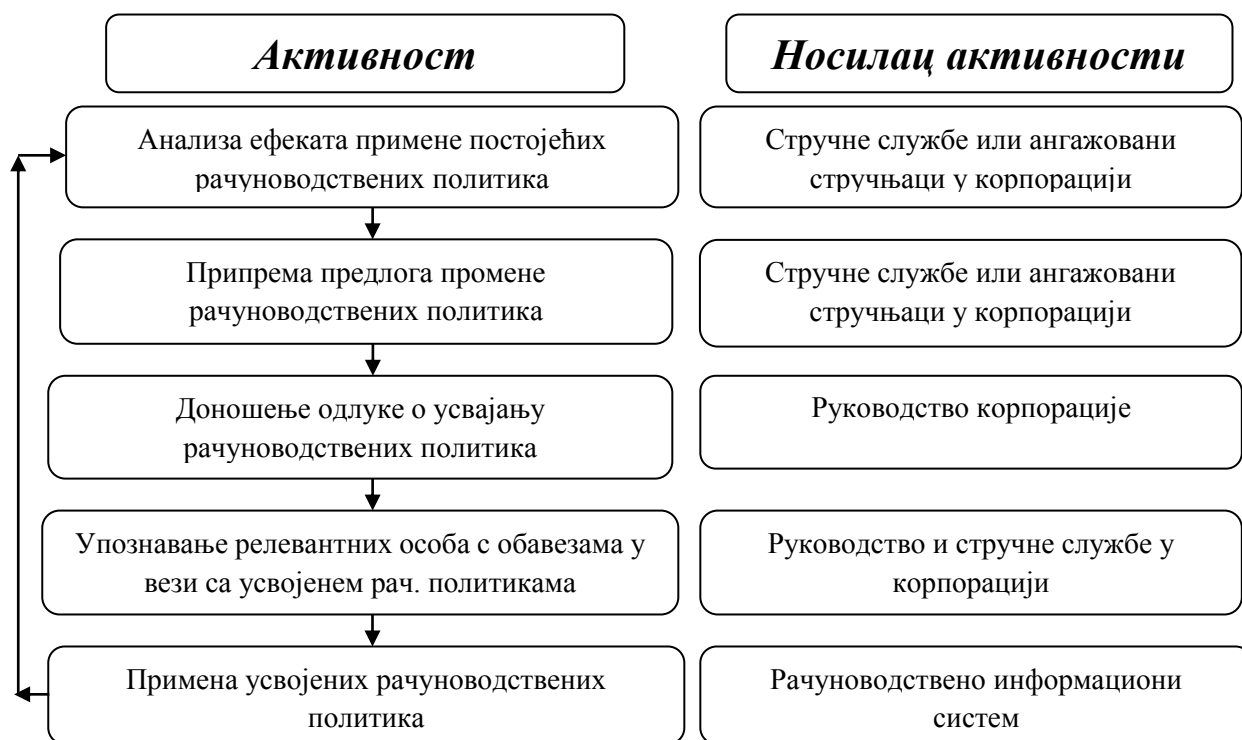 Активност
Носилац активности
Анализа ефеката примене постојећих
рачуноводствених политика
Стручне службе или ангажовани
стручњаци у корпорацији
Припрема предлога промене
рачуноводствених политика
Стручне службе или ангажовани
стручњаци у корпорацији
Доношење одлуке о усвајању
рачуноводствених политика
Руководство корпорације
Упознавање релевантних особа с обавезама у
вези са усвојенем рач. политикама
Руководство и стручне службе у
корпорацији
Примена усвојених рачуноводствених
политика
Рачуноводствено информациони
систем